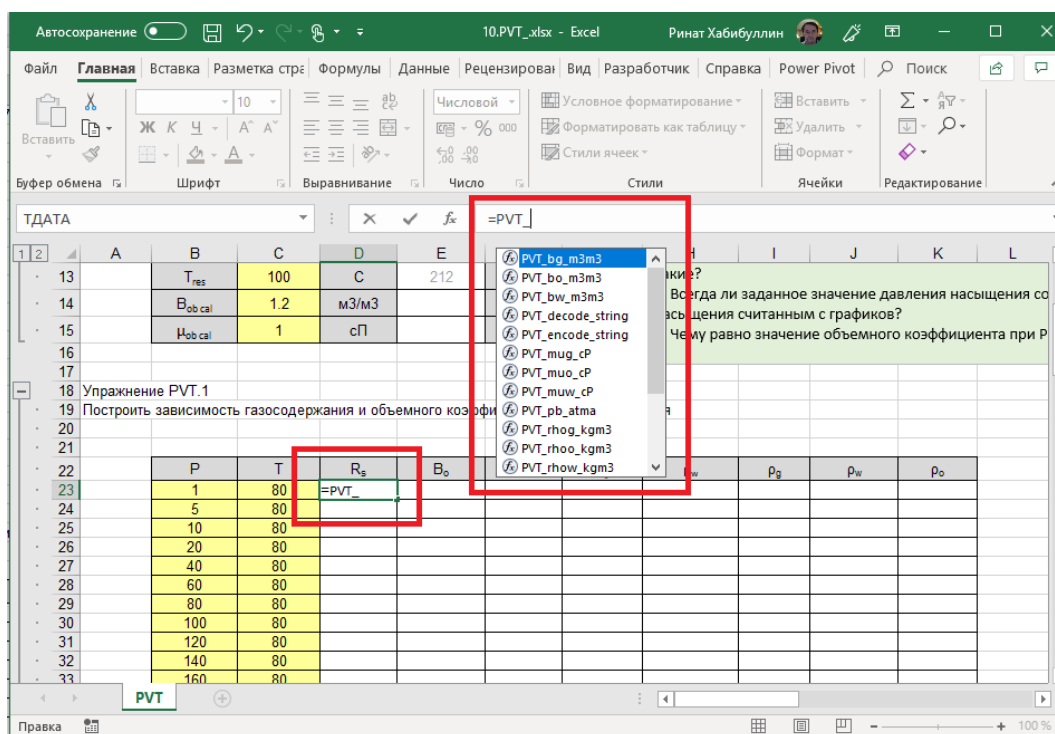 Автосохранение 10.PVT_.xlsx - Excel Ринат Хабибуллин
Файл Главная Вставка Разметка стра Формулы Данные Рецензироваı Вид Разработчик Справка Power Pivot Поиск
Вставить
10
Ж К Ч А А А
Числовой
% 000
Условное форматирование
Форматировать как таблицу
Стили ячеек
Вставить
Удалить
Формат
Буфер обмена Шрифт Выравнивание Число Стили Ячейки Редактирование
ТДАТА fx =PVT_
1 2 A B C D E H I J K L
13 Tres 100 C 212 акие?
14 Bob cal 1.2 м3/м3 Всегда ли заданное значение давления насыщения со
асыщения считанным с графиков?
15 μob cal 1 сП Чему равно значение объемного коэффициента при Р
16
17
18 Упражнение PVT.1
19 Построить зависимость газосодержания и объемного коэффи я
20
21
22 P T Rs Bo μw ρg ρw ρo
23 1 80 =PVT_
24 5 80
25 10 80
26 20 80
27 40 80
28 60 80
29 80 80
30 100 80
31 120 80
32 140 80
33 160 80
PVT_bg_m3m3
PVT_bo_m3m3
PVT_bw_m3m3
PVT_decode_string
PVT_encode_string
PVT_mug_cP
PVT_muo_cP
PVT_muw_cP
PVT_pb_atma
PVT_rhog_kgm3
PVT_rhoo_kgm3
PVT_rhow_kgm3
PVT
Правка 100 %